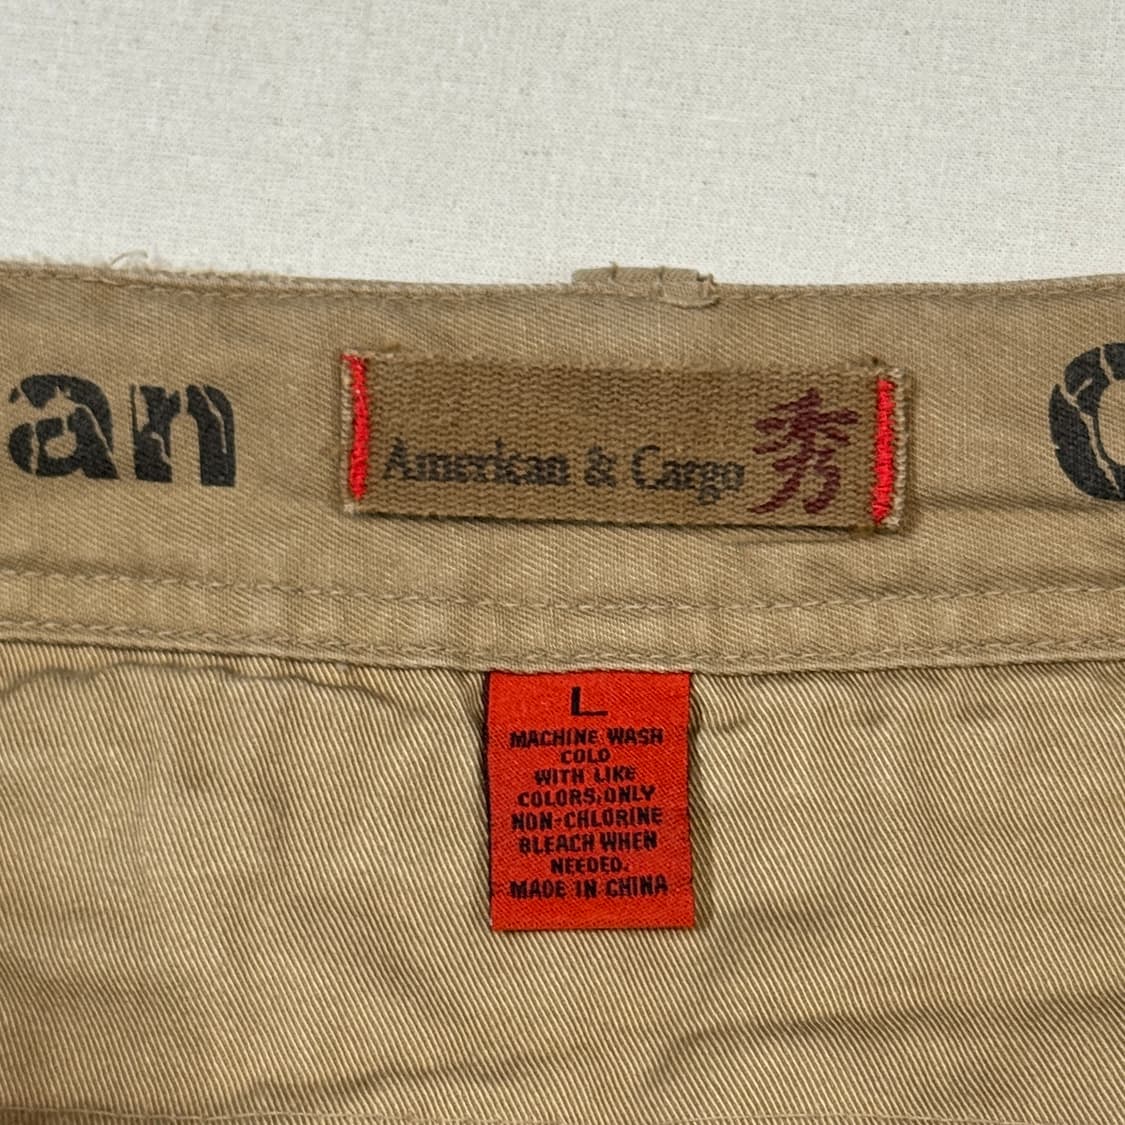 an
American & Cargo 秀
C
L
MACHINE WASH
COLD
WITH LIKE
COLORS,ONLY
NON-CHLORINE
BLEACH WHEN
NEEDED.
MADE IN CHINA